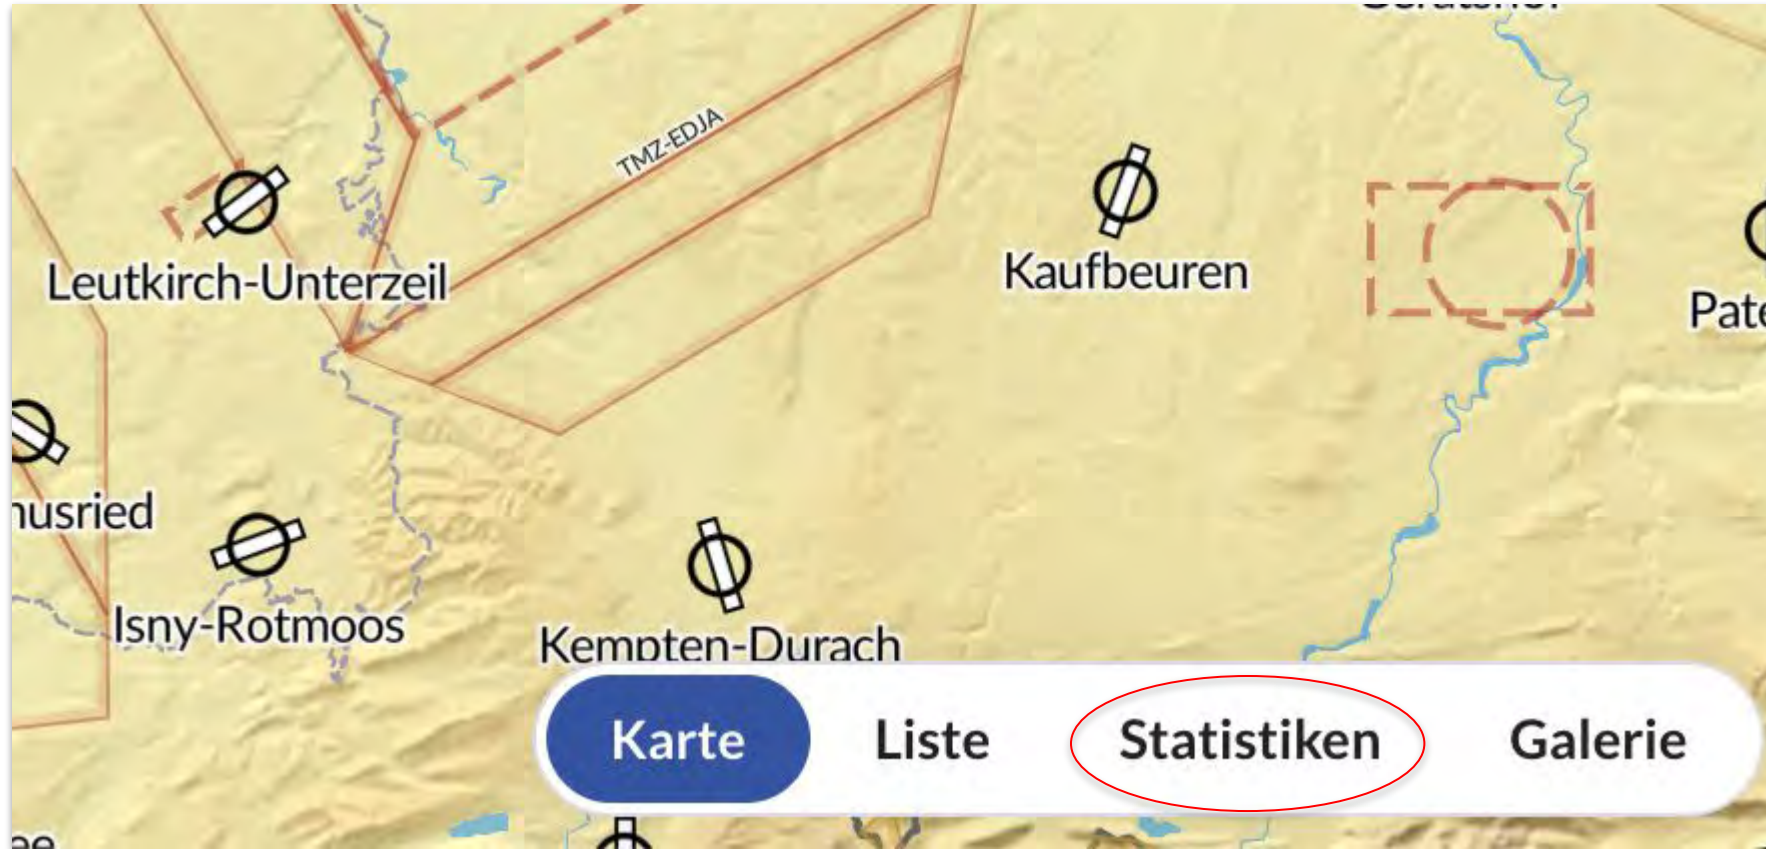 TMZ-EDJA
Leutkirch-Unterzeil
Kaufbeuren
Isny-Rotmoos
Kempten-Durach
Karte
Liste
Statistiken
Galerie